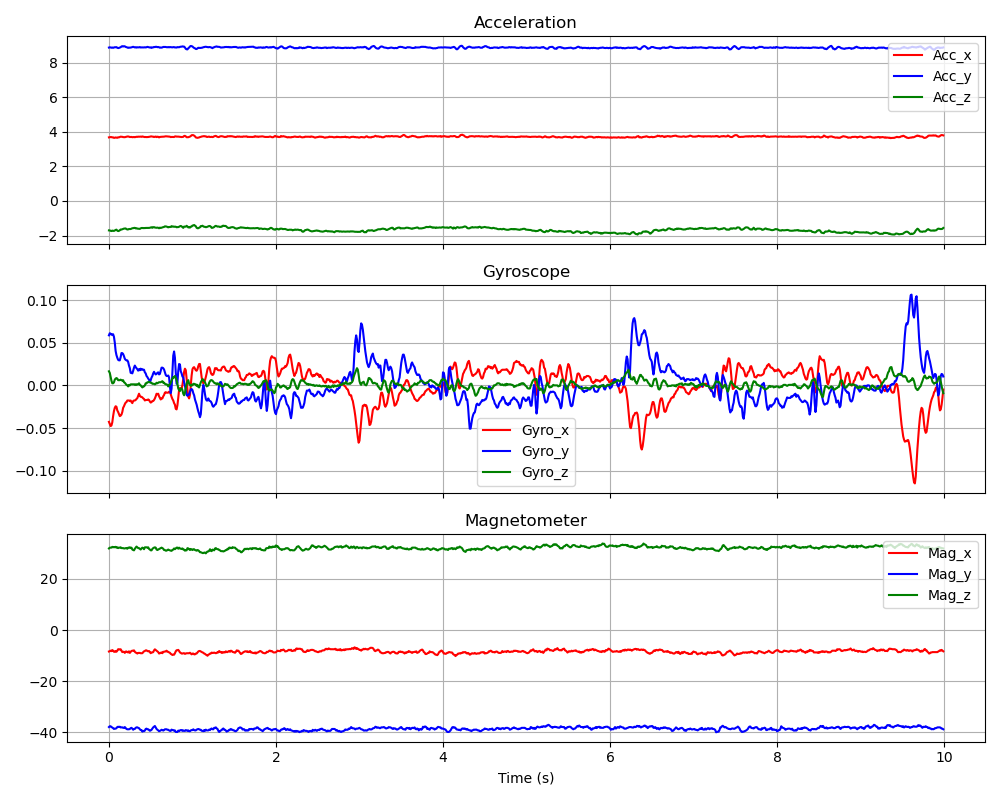 Acceleration
8
6
4
2
0
−2
Acc_x
Acc_y
Acc_z
Gyroscope
0.10
0.05
0.00
−0.05
−0.10
Gyro_x
Gyro_y
Gyro_z
Magnetometer
20
0
−20
−40
Mag_x
Mag_y
Mag_z
0 2 4 6 8 10
Time (s)